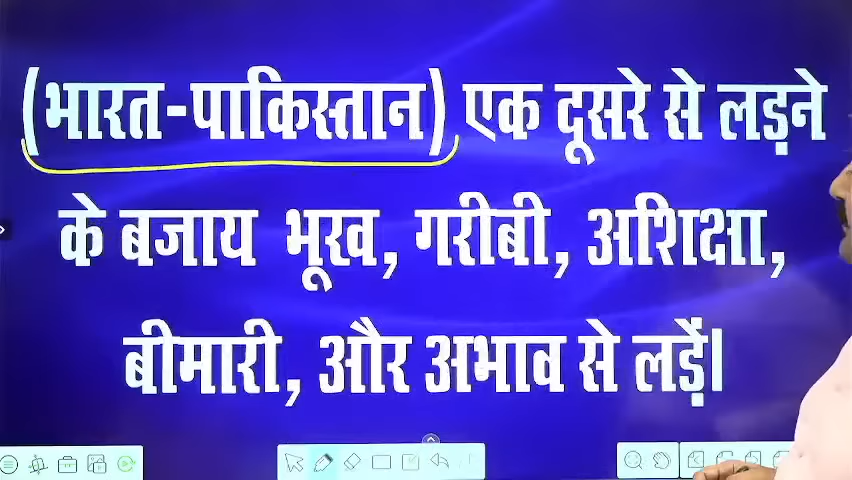 (भारत-पाकिस्तान) एक दूसरे से लड़ने
के बजाय भूख, गरीबी, अशिक्षा,
बीमारी, और अभाव से लड़ें।